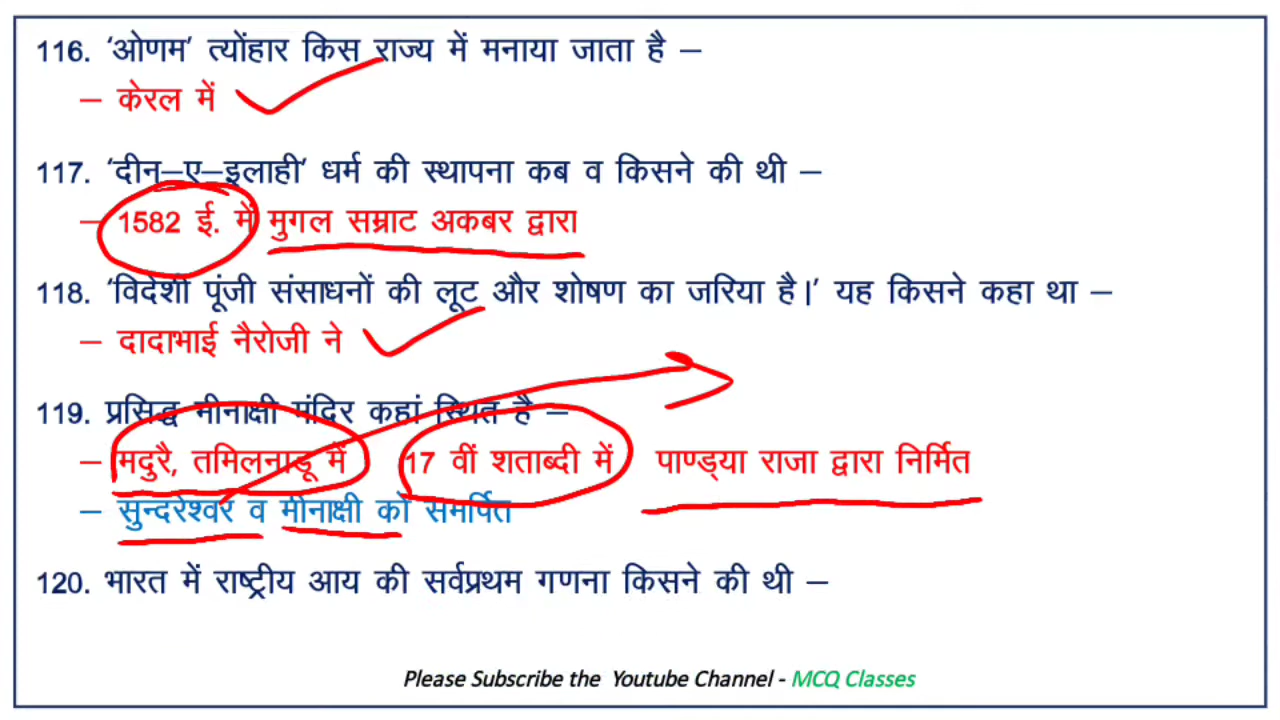 116. ‘ओणम’ त्योंहार किस राज्य में मनाया जाता है –
– केरल में
117. ‘दीन–ए–इलाही’ धर्म की स्थापना कब व किसने की थी –
– 1582 ई. में मुगल सम्राट अकबर द्वारा
118. ‘विदेशी पूंजी संसाधनों की लूट और शोषण का जरिया है।’ यह किसने कहा था –
– दादाभाई नैरोजी ने
119. प्रसिद्ध मीनाक्षी मंदिर कहां स्थित है –
– मदुरै, तमिलनाडू में 17 वीं शताब्दी में पाण्ड्या राजा द्वारा निर्मित
– सुन्दरेश्वर व मीनाक्षी को समर्पित
120. भारत में राष्ट्रीय आय की सर्वप्रथम गणना किसने की थी –
Please Subscribe the Youtube Channel - MCQ Classes